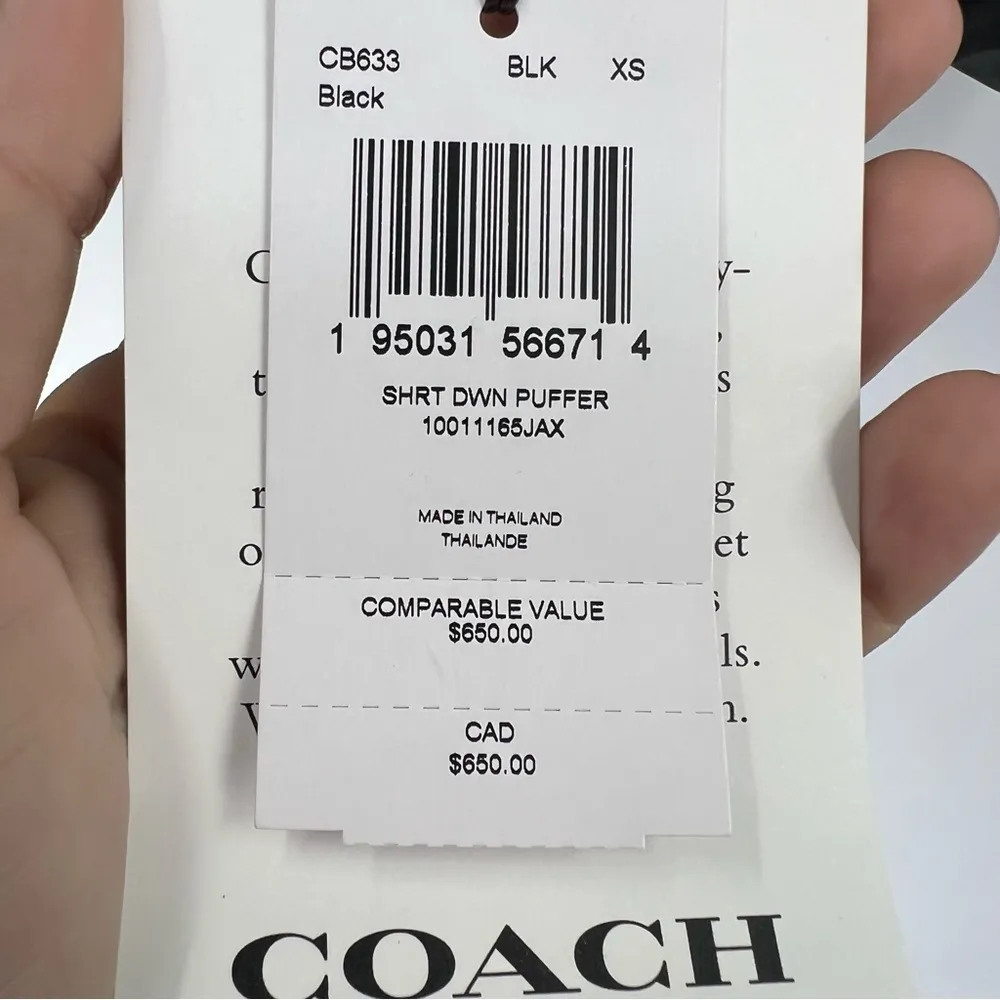 CB633 BLK XS
Black
1 95031 56671 4
SHRT DWN PUFFER
10011165JAX
MADE IN THAILAND
THAILANDE
COMPARABLE VALUE
$650.00
CAD
$650.00
COACH